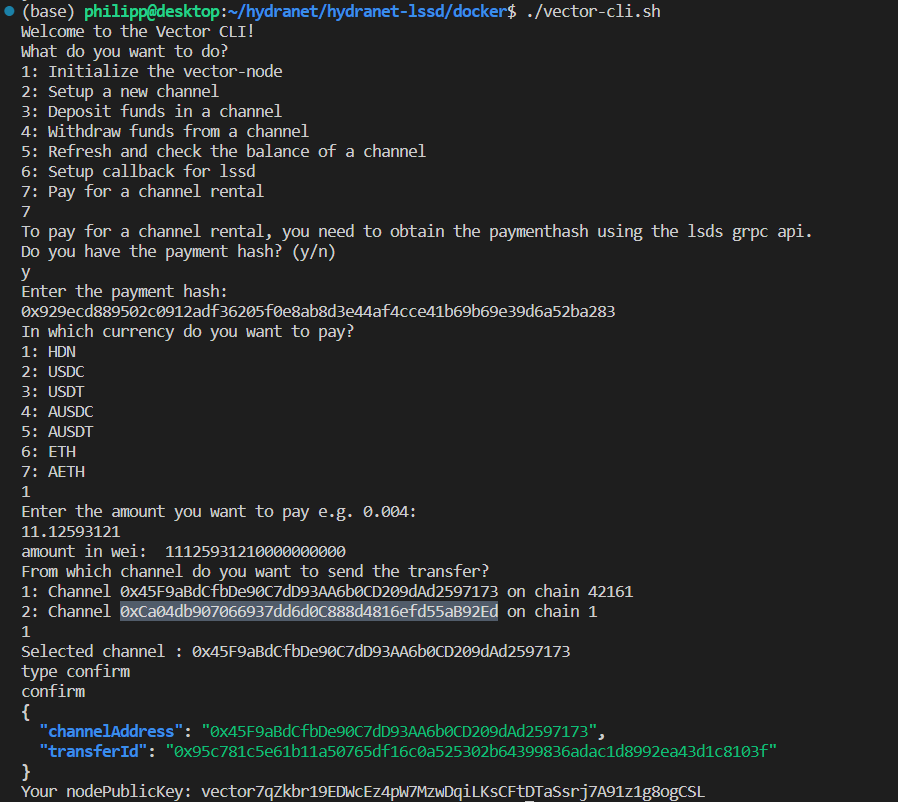 (base) philipp@desktop:~/hydranet/hydranet-lssd/docker$ ./vector-cli.sh
Welcome to the Vector CLI!
What do you want to do?
1: Initialize the vector-node
2: Setup a new channel
3: Deposit funds in a channel
4: Withdraw funds from a channel
5: Refresh and check the balance of a channel
6: Setup callback for lssd
7: Pay for a channel rental
7
To pay for a channel rental, you need to obtain the paymenthash using the lsds grpc api.
Do you have the payment hash? (y/n)
y
Enter the payment hash:
0x929ecd889502c0912adf36205f0e8ab8d3e44af4cce41b69b69e39d6a52ba283
In which currency do you want to pay?
1: HDN
2: USDC
3: USDT
4: AUSDC
5: AUSDT
6: ETH
7: AETH
1
Enter the amount you want to pay e.g. 0.004:
11.12593121
amount in wei:  11125931210000000000
From which channel do you want to send the transfer?
1: Channel 0x45F9aBdCfbDe90C7dD93AA6b0CD209dAd2597173 on chain 42161
2: Channel 0xCa04db907066937dd6d0C888d4816efd55aB92Ed on chain 1
1
Selected channel : 0x45F9aBdCfbDe90C7dD93AA6b0CD209dAd2597173
type confirm
confirm
{
  "channelAddress": "0x45F9aBdCfbDe90C7dD93AA6b0CD209dAd2597173",
  "transferId": "0x95c781c5e61b11a50765df16c0a525302b64399836adac1d8992ea43d1c8103f"
}
Your nodePublicKey: vector7qZkbr19EDWcEz4pW7MzwDqiLKsCFtDTaSsrj7A91z1g8ogCSL